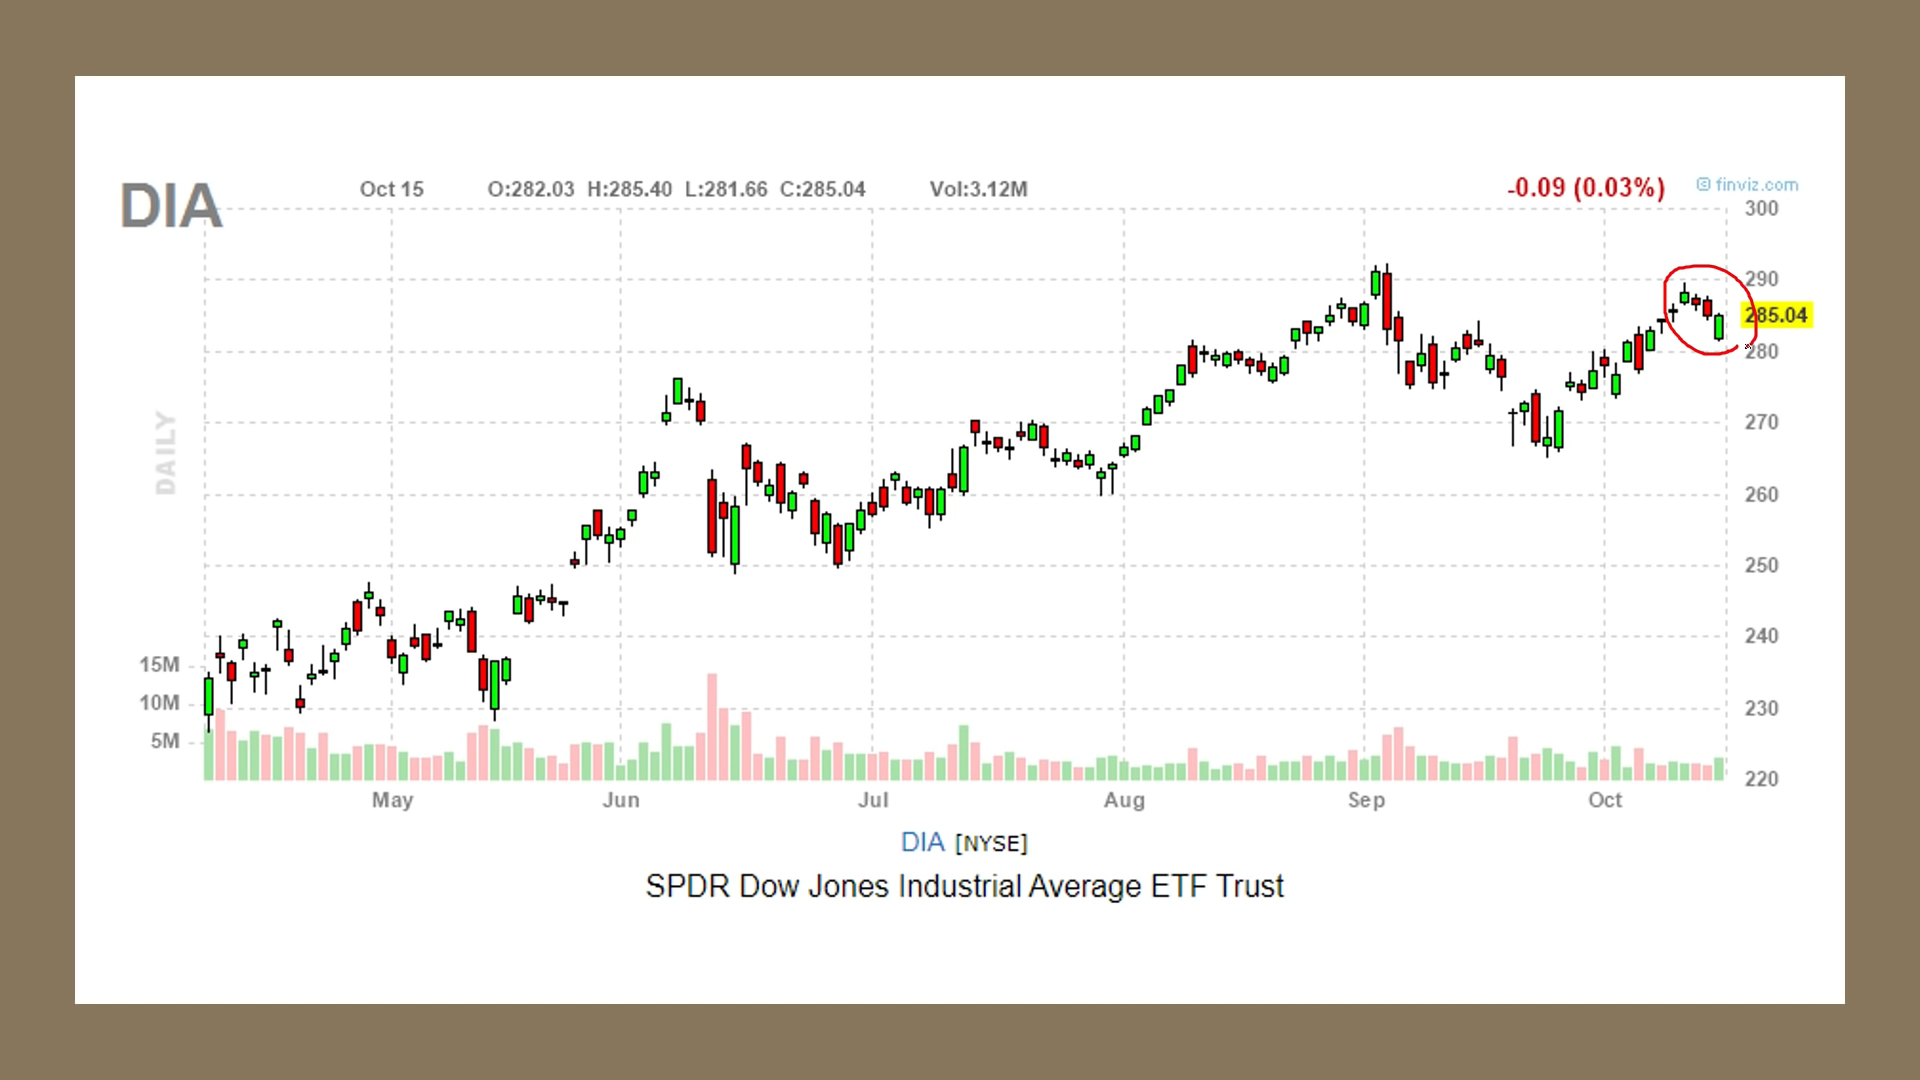 DIA
Oct 15 O:282.03 H:285.40 L:281.66 C:285.04 Vol:3.12M
-0.09 (0.03%)
© finviz.com
300
290
285.04
280
270
260
250
240
230
220
DAILY
15M
10M
5M
May Jun Jul Aug Sep Oct
DIA [NYSE]
SPDR Dow Jones Industrial Average ETF Trust